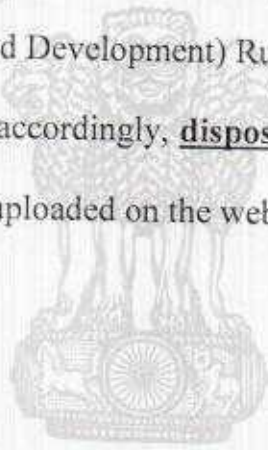 d Development) Ru
accordingly, dispos
uploaded on the web